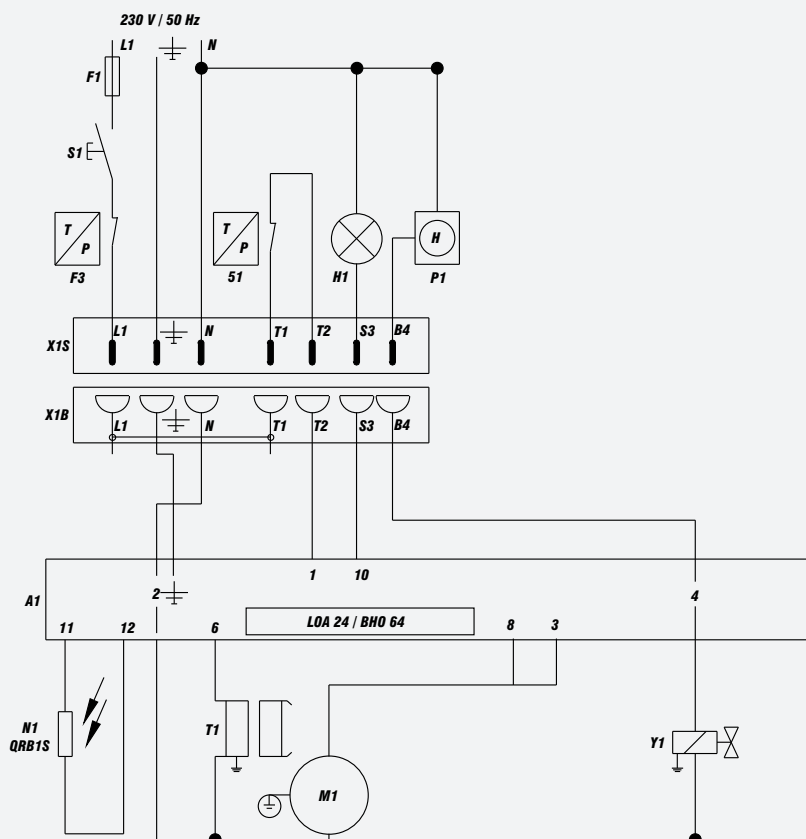 230 V / 50 Hz
L1 N
F1
S1
T P
F3
T P
51
H1
H
P1
X1S
L1 N T1 T2 S3 B4
X1B
L1 N T1 T2 S3 B4
A1
1 10
2 4
LOA 24 / BHO 64
11 12 6 8 3
N1
QRB1S
T1
M1
Y1